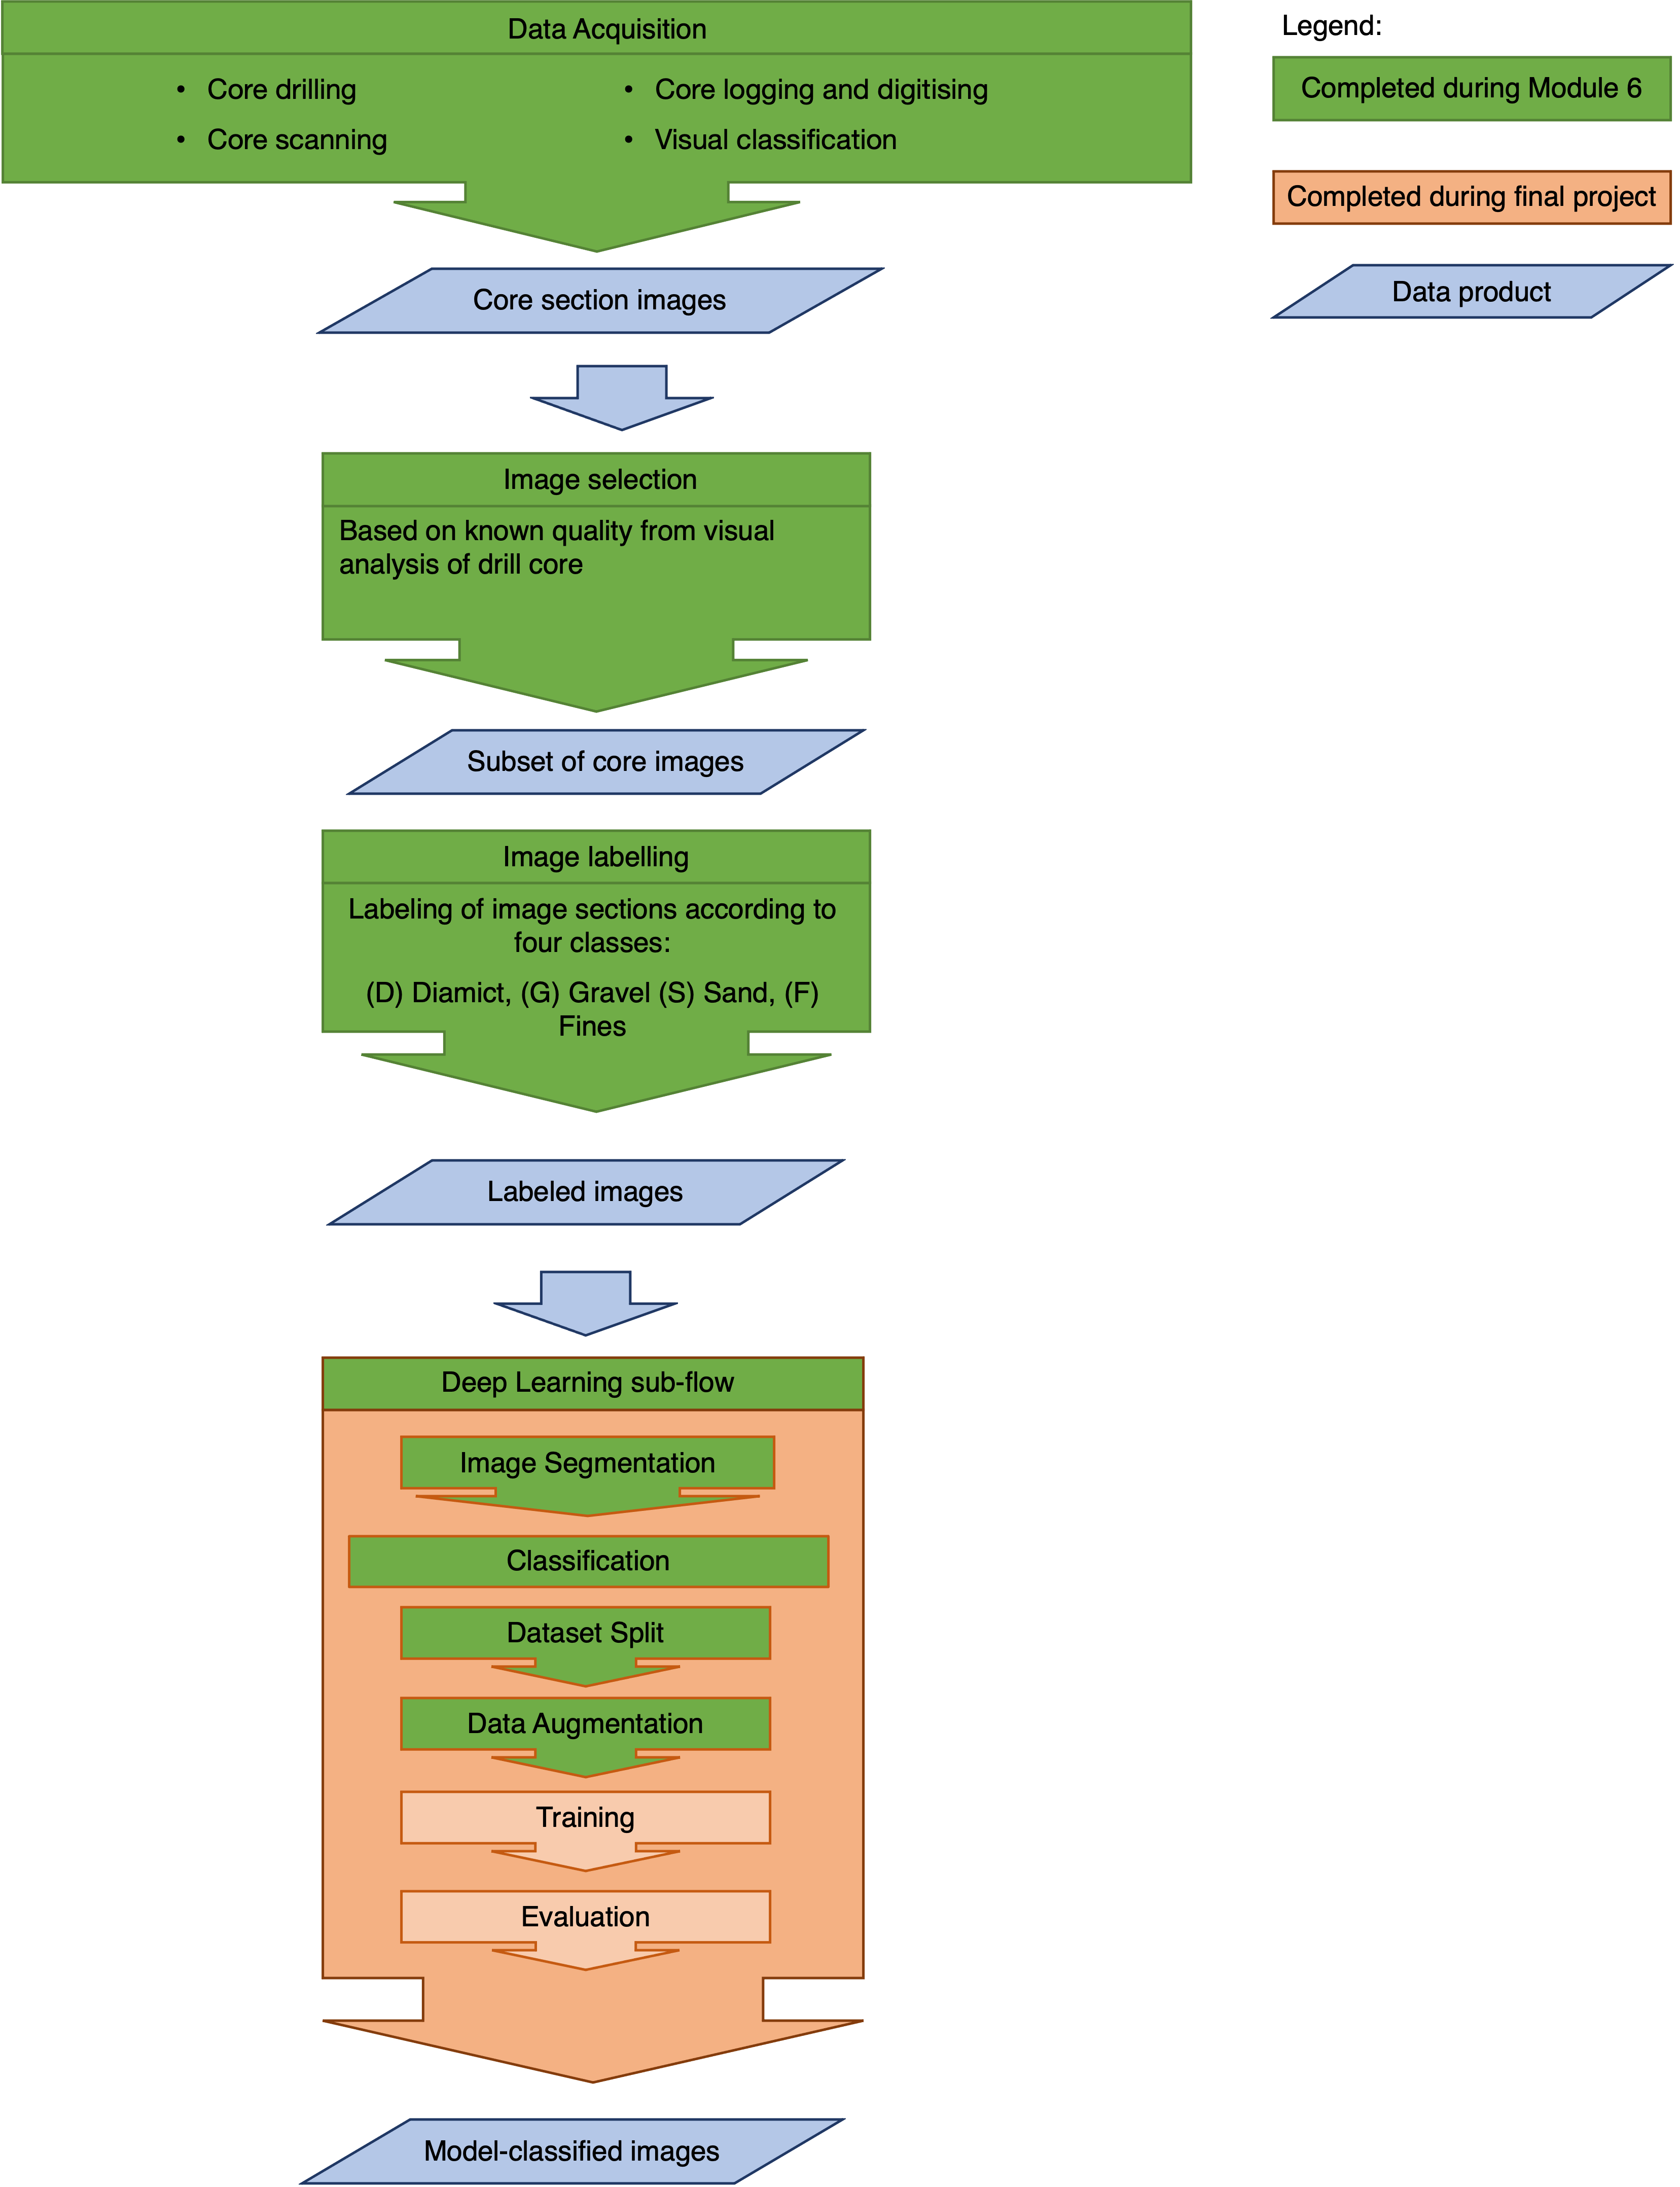 Data Acquisition
• Core drilling
• Core scanning
• Core logging and digitising
• Visual classification
Legend:
Completed during Module 6
Completed during final project
Data product
Core section images
Image selection
Based on known quality from visual
analysis of drill core
Subset of core images
Image labelling
Labeling of image sections according to
four classes:
(D) Diamict, (G) Gravel (S) Sand, (F)
Fines
Labeled images
Deep Learning sub-flow
Image Segmentation
Classification
Dataset Split
Data Augmentation
Training
Evaluation
Model-classified images